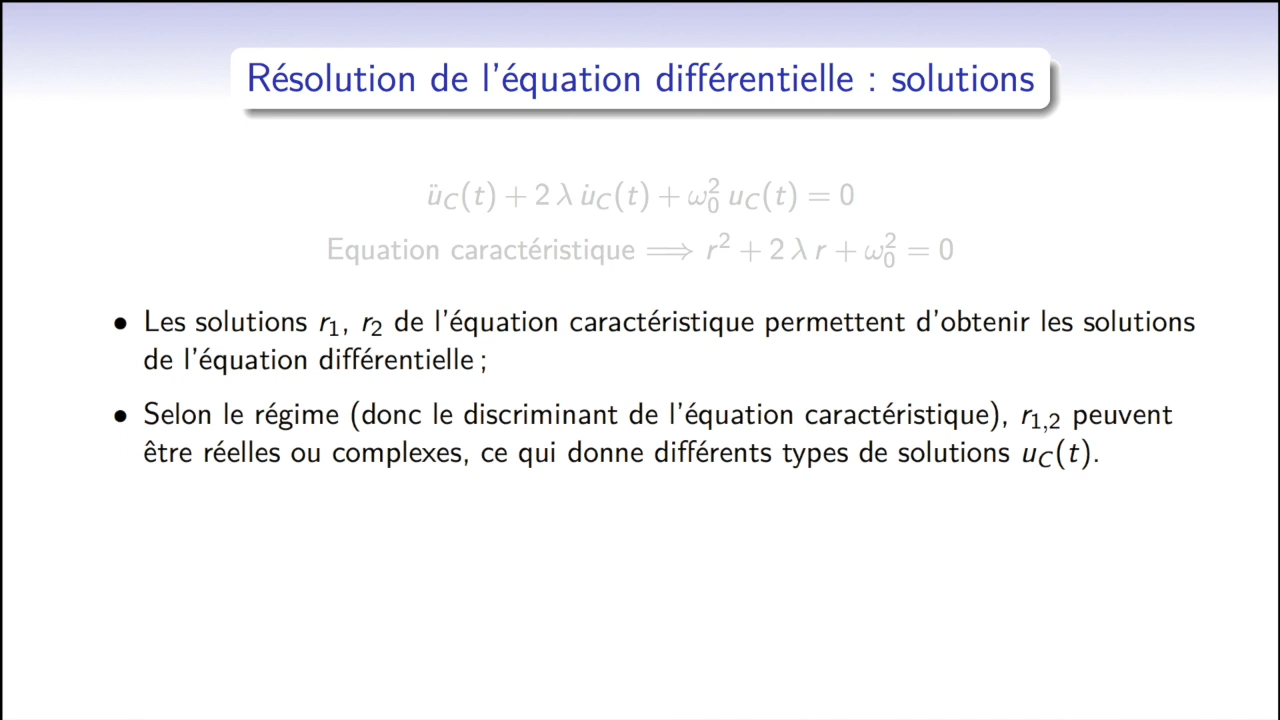 Résolution de l'équation différentielle : solutions
ü_C(t) + 2 λ u̇_C(t) + ω_0^2 u_C(t) = 0
Equation caractéristique ⟹ r^2 + 2 λ r + ω_0^2 = 0
• Les solutions r_1, r_2 de l'équation caractéristique permettent d'obtenir les solutions
de l'équation différentielle ;
• Selon le régime (donc le discriminant de l'équation caractéristique), r_{1,2} peuvent
être réelles ou complexes, ce qui donne différents types de solutions u_C(t).